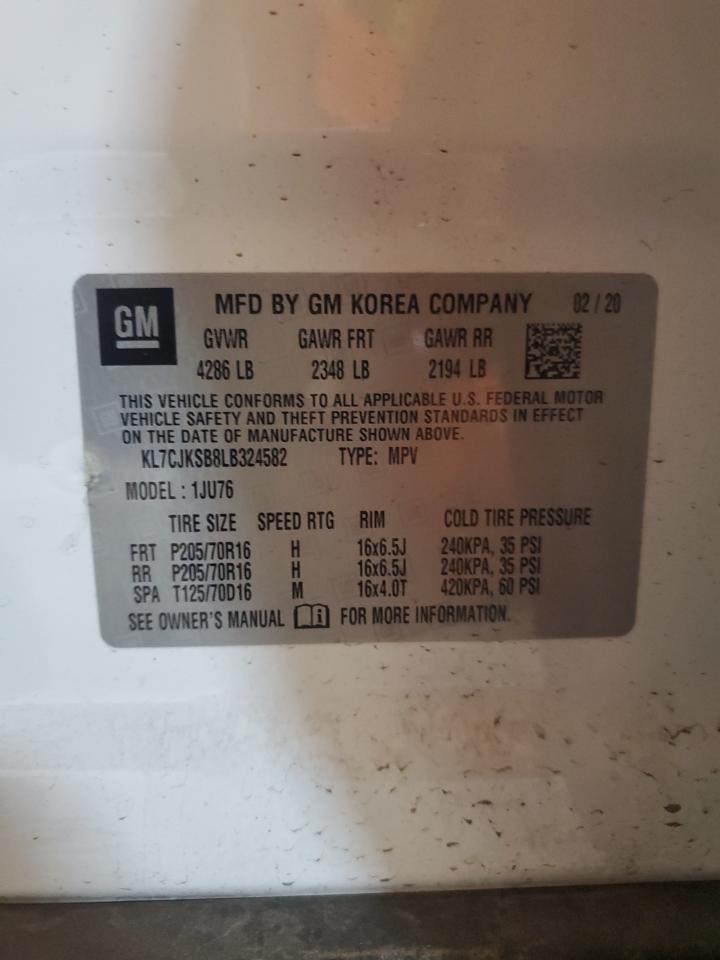 GM
MFD BY GM KOREA COMPANY 02 / 20
GVWR GAWR FRT GAWR RR
4286 LB 2348 LB 2194 LB
THIS VEHICLE CONFORMS TO ALL APPLICABLE U.S. FEDERAL MOTOR
VEHICLE SAFETY AND THEFT PREVENTION STANDARDS IN EFFECT
ON THE DATE OF MANUFACTURE SHOWN ABOVE.
KL7CJKSB8LB324582 TYPE: MPV
MODEL : 1JU76
TIRE SIZE SPEED RTG RIM COLD TIRE PRESSURE
FRT P205/70R16 H 16x6.5J 240KPA, 35 PSI
RR P205/70R16 H 16x6.5J 240KPA, 35 PSI
SPA T125/70D16 M 16x4.0T 420KPA, 60 PSI
SEE OWNER'S MANUAL FOR MORE INFORMATION.